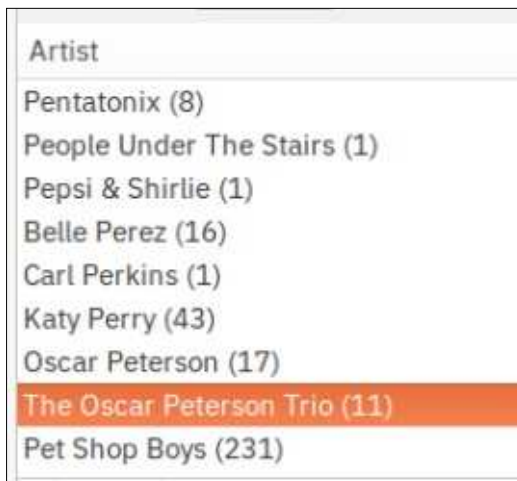 Artist
Pentatonix (8)
People Under The Stairs (1)
Pepsi & Shirlie (1)
Belle Perez (16)
Carl Perkins (1)
Katy Perry (43)
Oscar Peterson (17)
The Oscar Peterson Trio (11)
Pet Shop Boys (231)